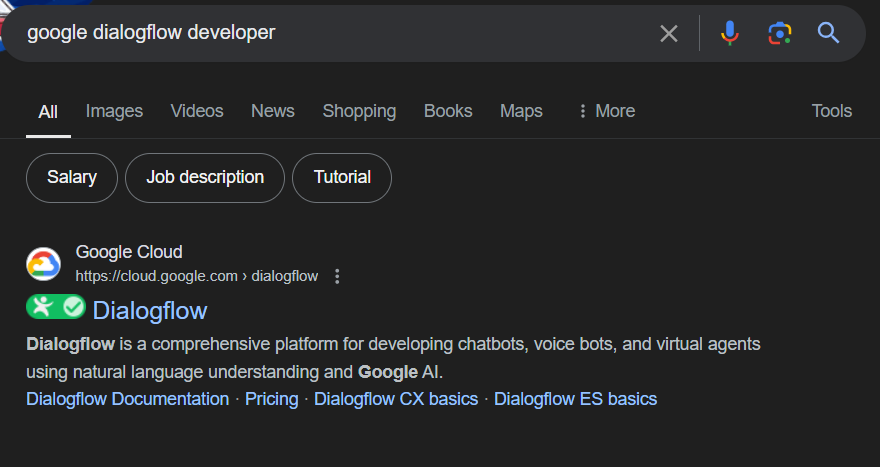 google dialogflow developer
All Images Videos News Shopping Books Maps More Tools
Salary Job description Tutorial
Google Cloud
https://cloud.google.com › dialogflow
Dialogflow
Dialogflow is a comprehensive platform for developing chatbots, voice bots, and virtual agents
using natural language understanding and Google AI.
Dialogflow Documentation · Pricing · Dialogflow CX basics · Dialogflow ES basics